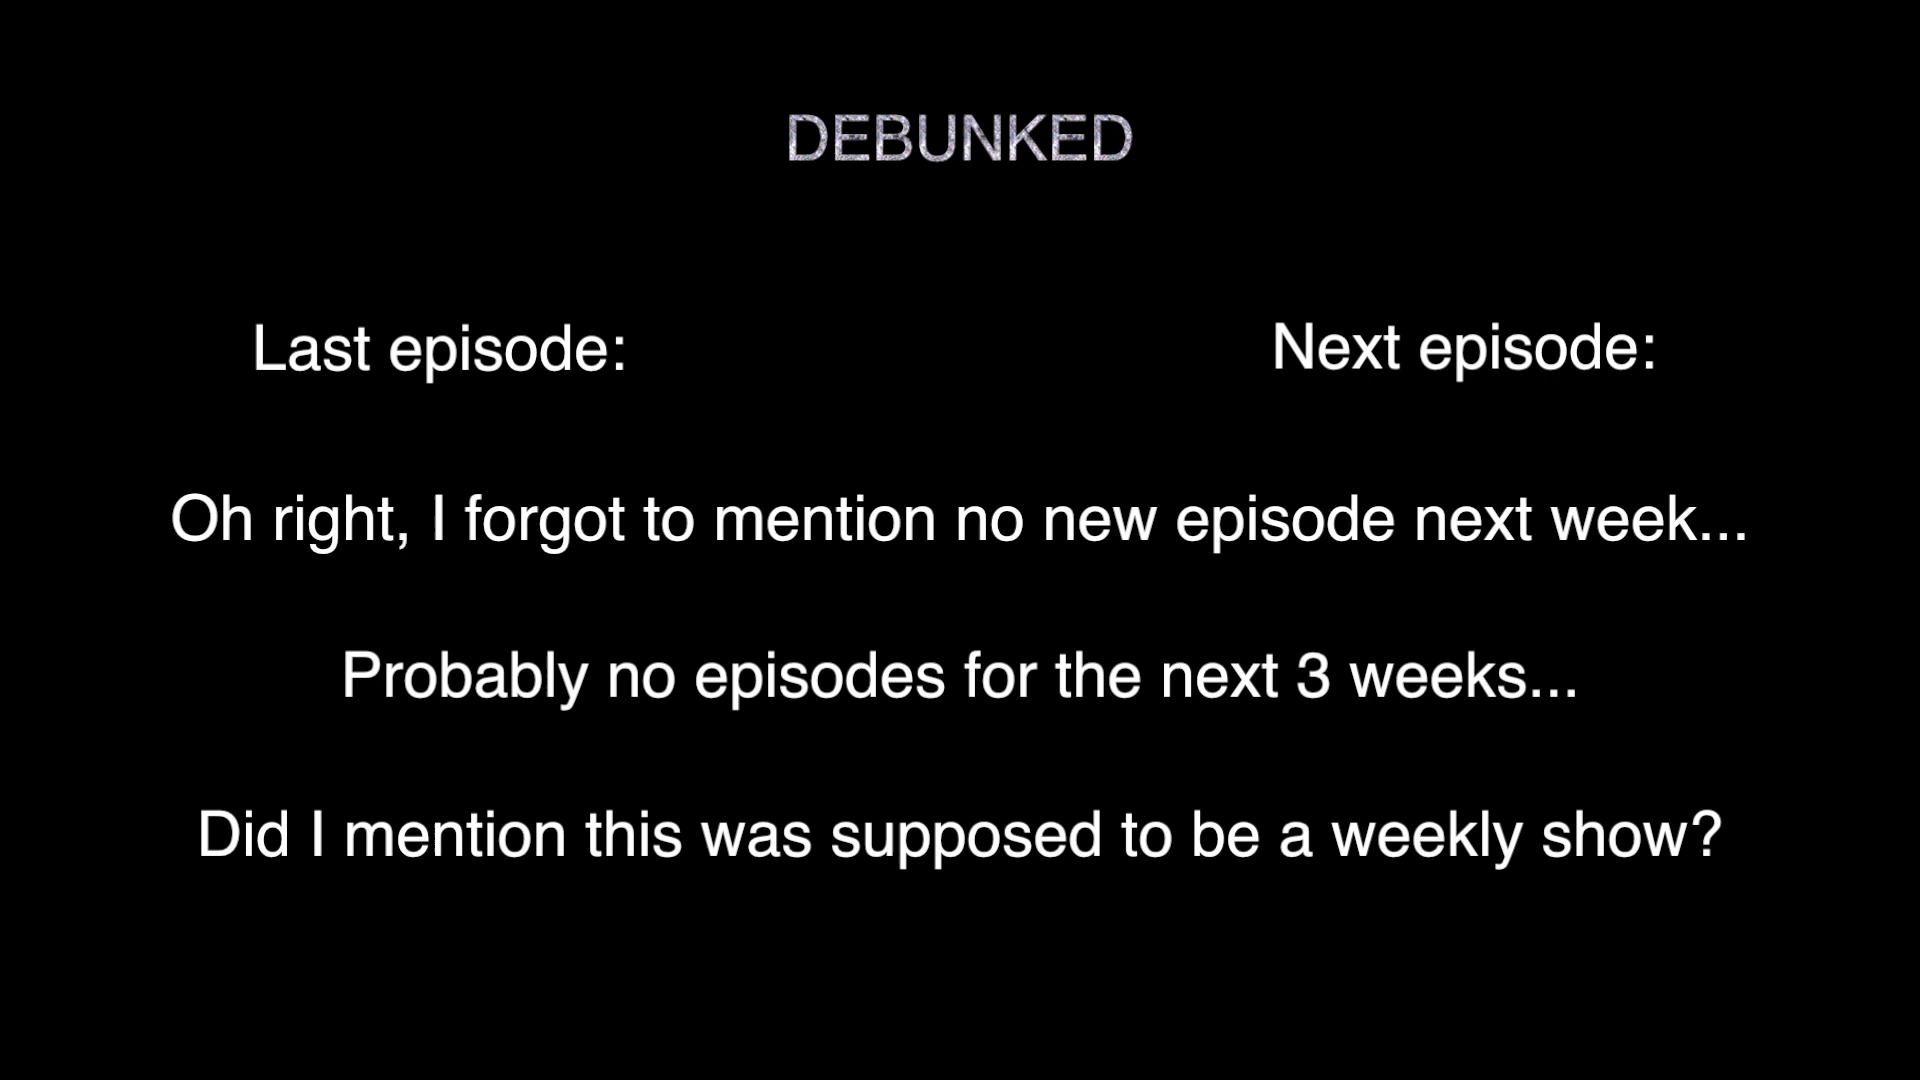 DEBUNKED
Last episode:
Next episode:
Oh right, I forgot to mention no new episode next week...
Probably no episodes for the next 3 weeks...
Did I mention this was supposed to be a weekly show?